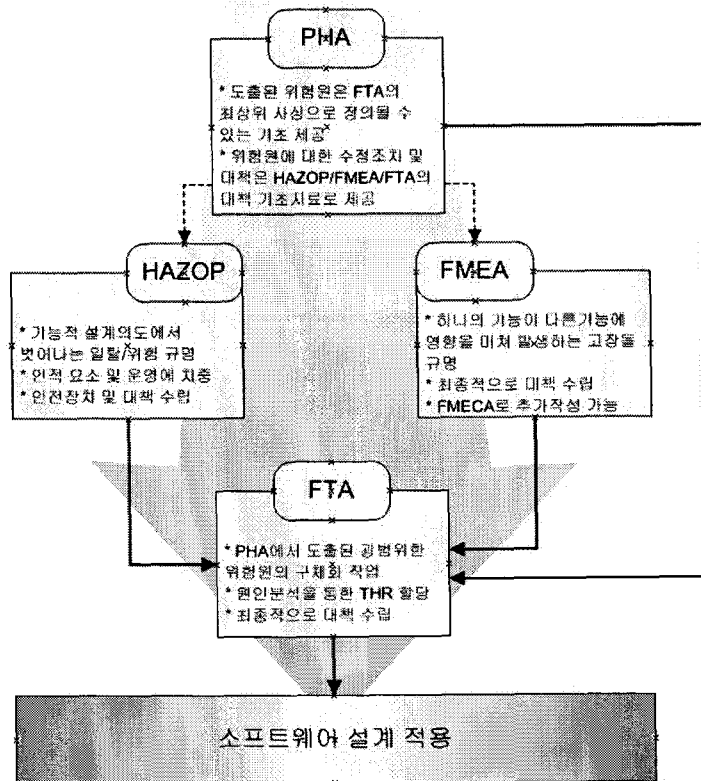 PHA
* 도출된 위험원은 FTA의
최상위 사상으로 정의될 수
있는 기초 제공
* 위험원에 대한 수정조치 및
대책은 HAZOP/FMEA/FTA의
대책 기초자료로 제공
HAZOP
* 기능적 설계의도에서
벗어나는 일탈/위험 규명
* 인적 요소 및 운영에 치중
* 안전장치 및 대책 수립
FMEA
* 하나의 기능이 다른기능에
영향을 미쳐 발생하는 고장을
규명
* 최종적으로 대책 수립
* FMECA로 추가작성 가능
FTA
* PHA에서 도출된 광범위한
위험원의 구체화 작업
* 원인분석을 통한 THR 할당
* 최종적으로 대책 수립
소프트웨어 설계 적용